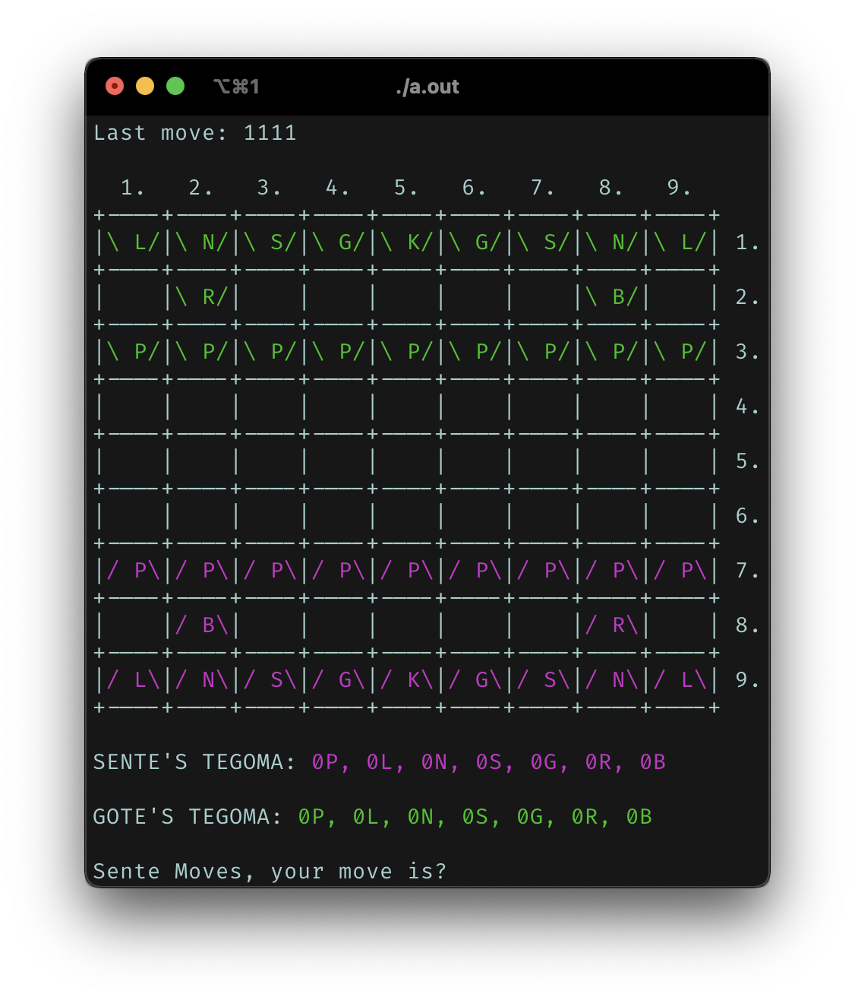 ⌥⌘1 ./a.out
Last move: 1111
1. 2. 3. 4. 5. 6. 7. 8. 9.
+----+----+----+----+----+----+----+----+----+
|\ L/|\ N/|\ S/|\ G/|\ K/|\ G/|\ S/|\ N/|\ L/| 1.
+----+----+----+----+----+----+----+----+----+
|    |\ R/|    |    |    |    |    |\ B/|    | 2.
+----+----+----+----+----+----+----+----+----+
|\ P/|\ P/|\ P/|\ P/|\ P/|\ P/|\ P/|\ P/|\ P/| 3.
+----+----+----+----+----+----+----+----+----+
|    |    |    |    |    |    |    |    |    | 4.
+----+----+----+----+----+----+----+----+----+
|    |    |    |    |    |    |    |    |    | 5.
+----+----+----+----+----+----+----+----+----+
|    |    |    |    |    |    |    |    |    | 6.
+----+----+----+----+----+----+----+----+----+
|/ P\|/ P\|/ P\|/ P\|/ P\|/ P\|/ P\|/ P\|/ P\| 7.
+----+----+----+----+----+----+----+----+----+
|    |/ B\|    |    |    |    |    |/ R\|    | 8.
+----+----+----+----+----+----+----+----+----+
|/ L\|/ N\|/ S\|/ G\|/ K\|/ G\|/ S\|/ N\|/ L\| 9.
+----+----+----+----+----+----+----+----+----+
SENTE'S TEGOMA: 0P, 0L, 0N, 0S, 0G, 0R, 0B
GOTE'S TEGOMA: 0P, 0L, 0N, 0S, 0G, 0R, 0B
Sente Moves, your move is?